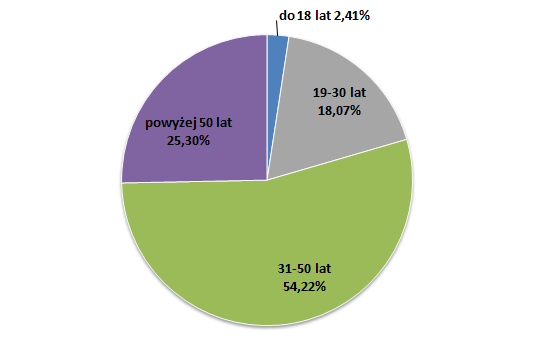 do 18 lat 2,41%
19-30 lat
18,07%
powyżej 50 lat
25,30%
31-50 lat
54,22%